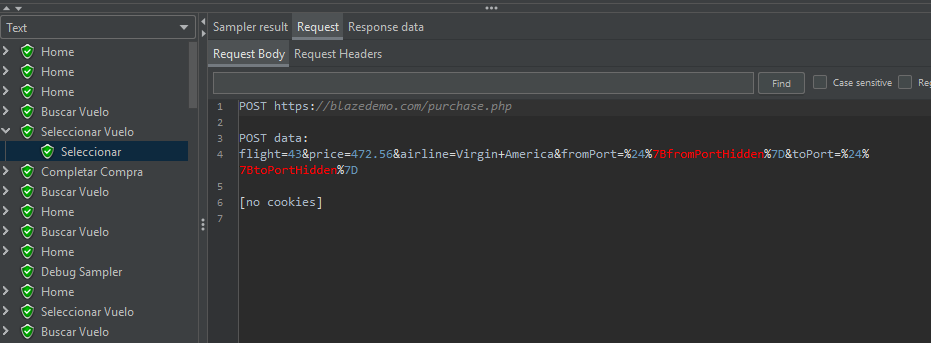 Text
Home
Home
Home
Buscar Vuelo
Seleccionar Vuelo
Seleccionar
Completar Compra
Buscar Vuelo
Home
Buscar Vuelo
Home
Debug Sampler
Home
Seleccionar Vuelo
Buscar Vuelo
Sampler result Request Response data
Request Body Request Headers
Find Case sensitive Reg
1 POST https://blazedemo.com/purchase.php
2
3 POST data:
4 flight=43&price=472.56&airline=Virgin+America&fromPort=%24%7BfromPortHidden%7D&toPort=%24%
7BtoPortHidden%7D
5
6 [no cookies]
7